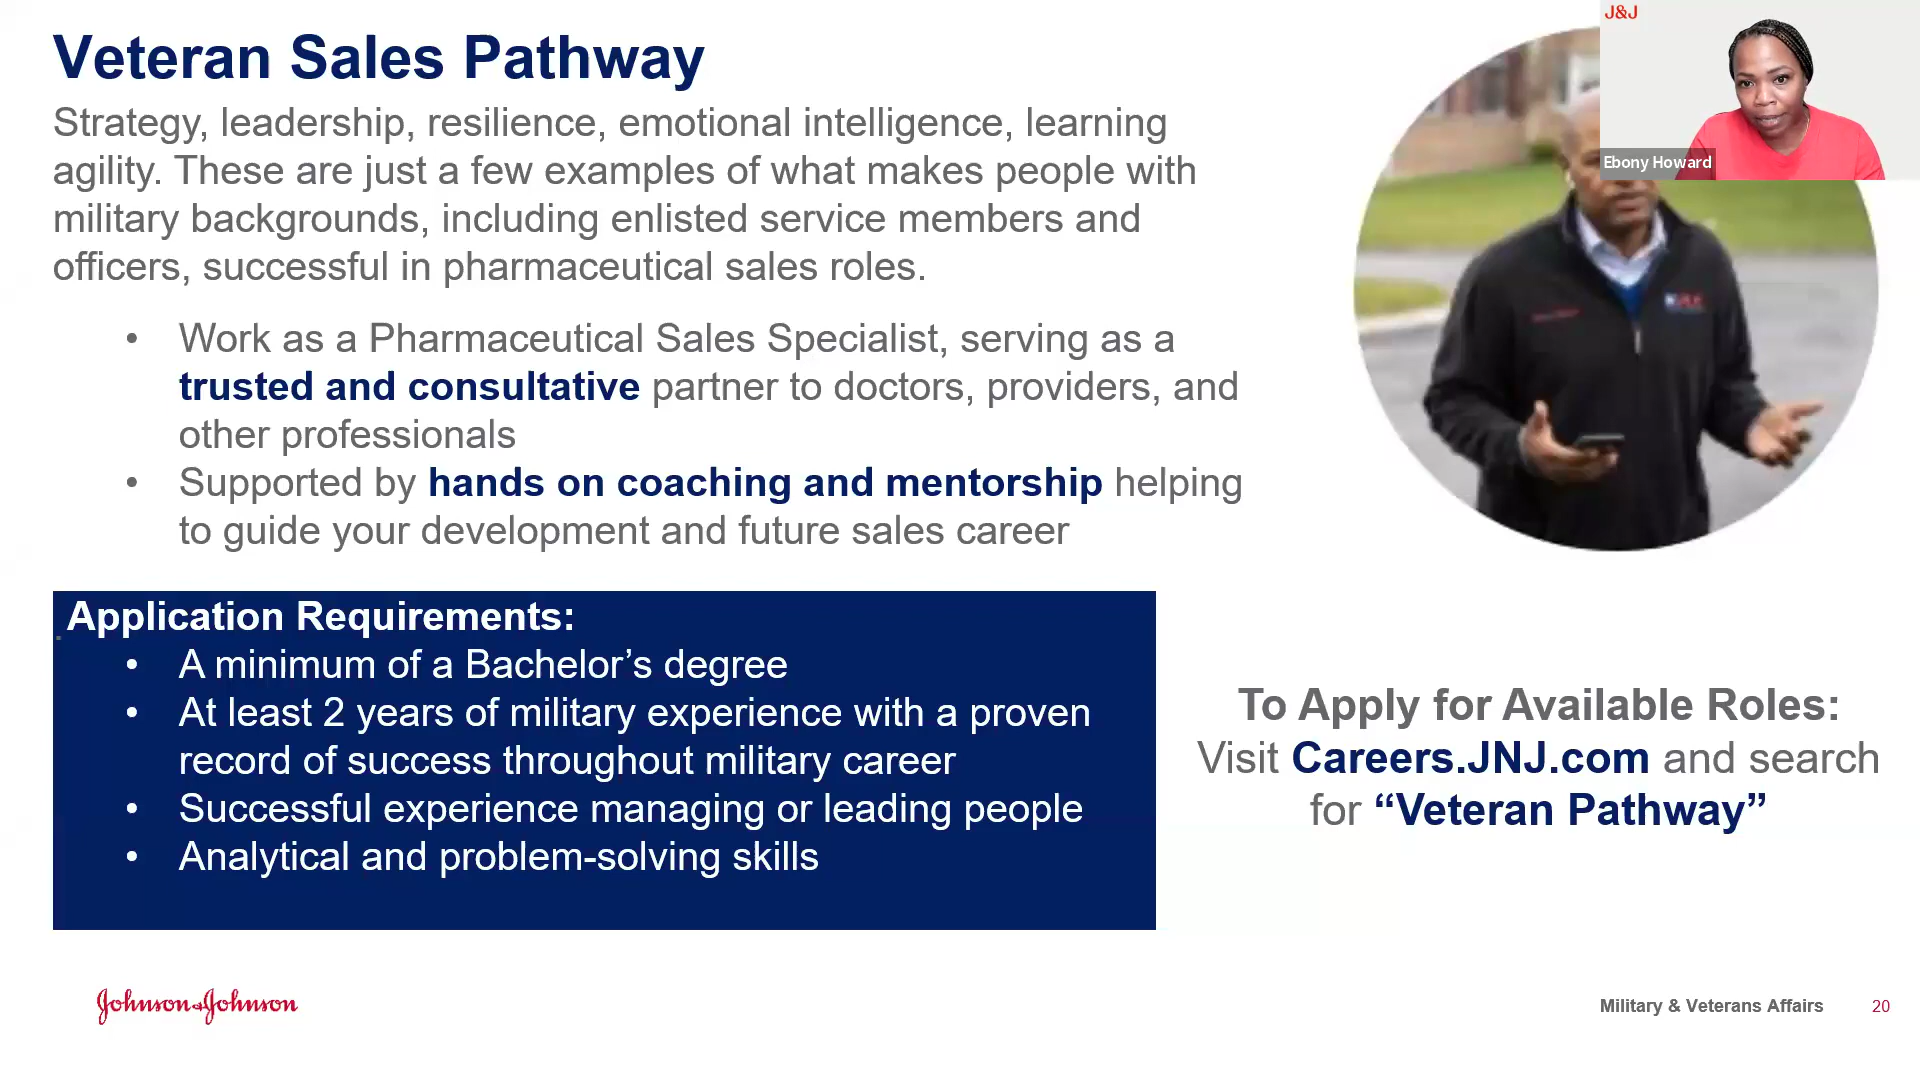 Veteran Sales Pathway
Strategy, leadership, resilience, emotional intelligence, learning
agility. These are just a few examples of what makes people with
military backgrounds, including enlisted service members and
officers, successful in pharmaceutical sales roles.
• Work as a Pharmaceutical Sales Specialist, serving as a
trusted and consultative partner to doctors, providers, and
other professionals
• Supported by hands on coaching and mentorship helping
to guide your development and future sales career
J&J
Ebony Howard
Application Requirements:
• A minimum of a Bachelor’s degree
• At least 2 years of military experience with a proven
record of success throughout military career
• Successful experience managing or leading people
• Analytical and problem-solving skills
To Apply for Available Roles:
Visit Careers.JNJ.com and search
for “Veteran Pathway”
Johnson&Johnson
Military & Veterans Affairs 20